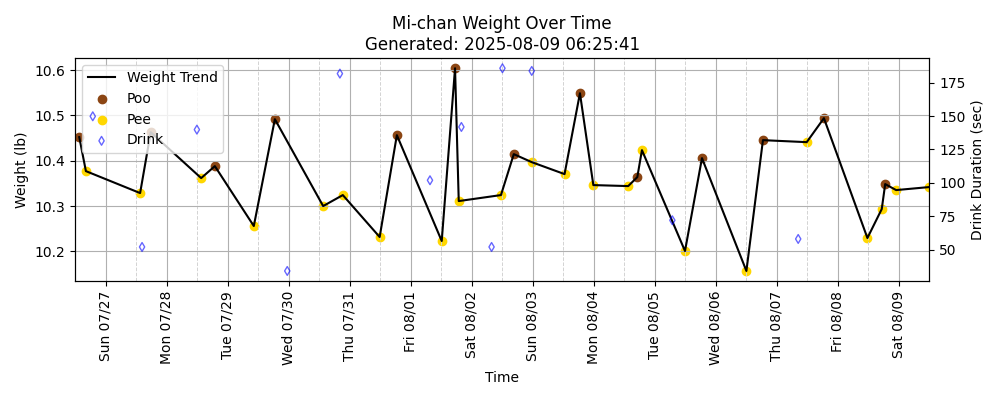 Mi-chan Weight Over Time
Generated: 2025-08-09 06:25:41
Weight (lb)
10.6
10.5
10.4
10.3
10.2
Weight Trend
Poo
Pee
Drink
175
150
125
100
75
50
Drink Duration (sec)
Sun 07/27
Mon 07/28
Tue 07/29
Wed 07/30
Thu 07/31
Fri 08/01
Sat 08/02
Sun 08/03
Mon 08/04
Tue 08/05
Wed 08/06
Thu 08/07
Fri 08/08
Sat 08/09
Time